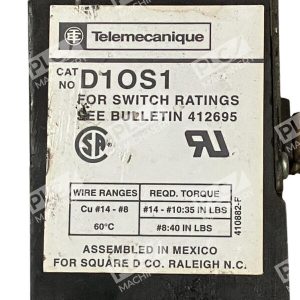 Telemecanique
CAT
NO D10S1
FOR SWITCH RATINGS
SEE BULLETIN 412695
WIRE RANGES REQD. TORQUE
Cu #14 - #8 #14 - #10:35 IN LBS
60°C #8:40 IN LBS
410882-F
ASSEMBLED IN MEXICO
FOR SQUARE D CO. RALEIGH N.C.